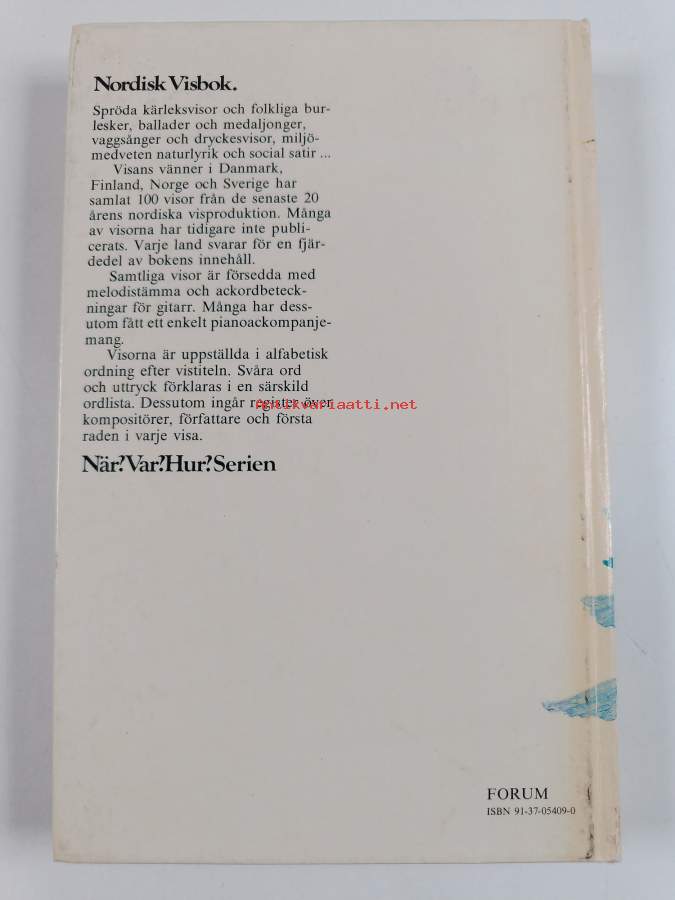 Nordisk Visbok.
Spröda kärleksvisor och folkliga bur-
lesker, ballader och medaljonger,
vaggsånger och dryckesvisor, miljö-
medveten naturlyrik och social satir ...
Visans vänner i Danmark,
Finland, Norge och Sverige har
samlat 100 visor från de senaste 20
årens nordiska visproduktion. Många
av visorna har tidigare inte publi-
cerats. Varje land svarar för en fjär-
dedel av bokens innehåll.
Samtliga visor är försedda med
melodistämma och ackordbeteck-
ningar för gitarr. Många har dess-
utom fått ett enkelt pianoackompanje-
mang.
Visorna är uppställda i alfabetisk
ordning efter vistiteln. Svåra ord
och uttryck förklaras i en särskild
ordlista. Dessutom ingår register över
antikvariaatti.net
kompositörer, författare och första
raden i varje visa.
När?Var?Hur?Serien
FORUM
ISBN 91-37-05409-0